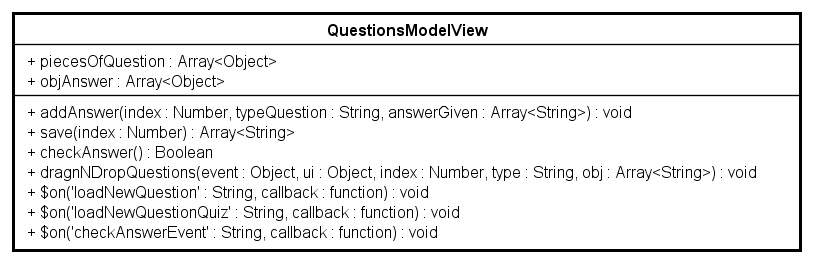 QuestionsModelView
+ piecesOfQuestion : Array<Object>
+ objAnswer : Array<Object>
+ addAnswer(index : Number, typeQuestion : String, answerGiven : Array<String>) : void
+ save(index : Number) : Array<String>
+ checkAnswer() : Boolean
+ dragnNDropQuestions(event : Object, ui : Object, index : Number, type : String, obj : Array<String>) : void
+ $on('loadNewQuestion' : String, callback : function) : void
+ $on('loadNewQuestionQuiz' : String, callback : function) : void
+ $on('checkAnswerEvent' : String, callback : function) : void